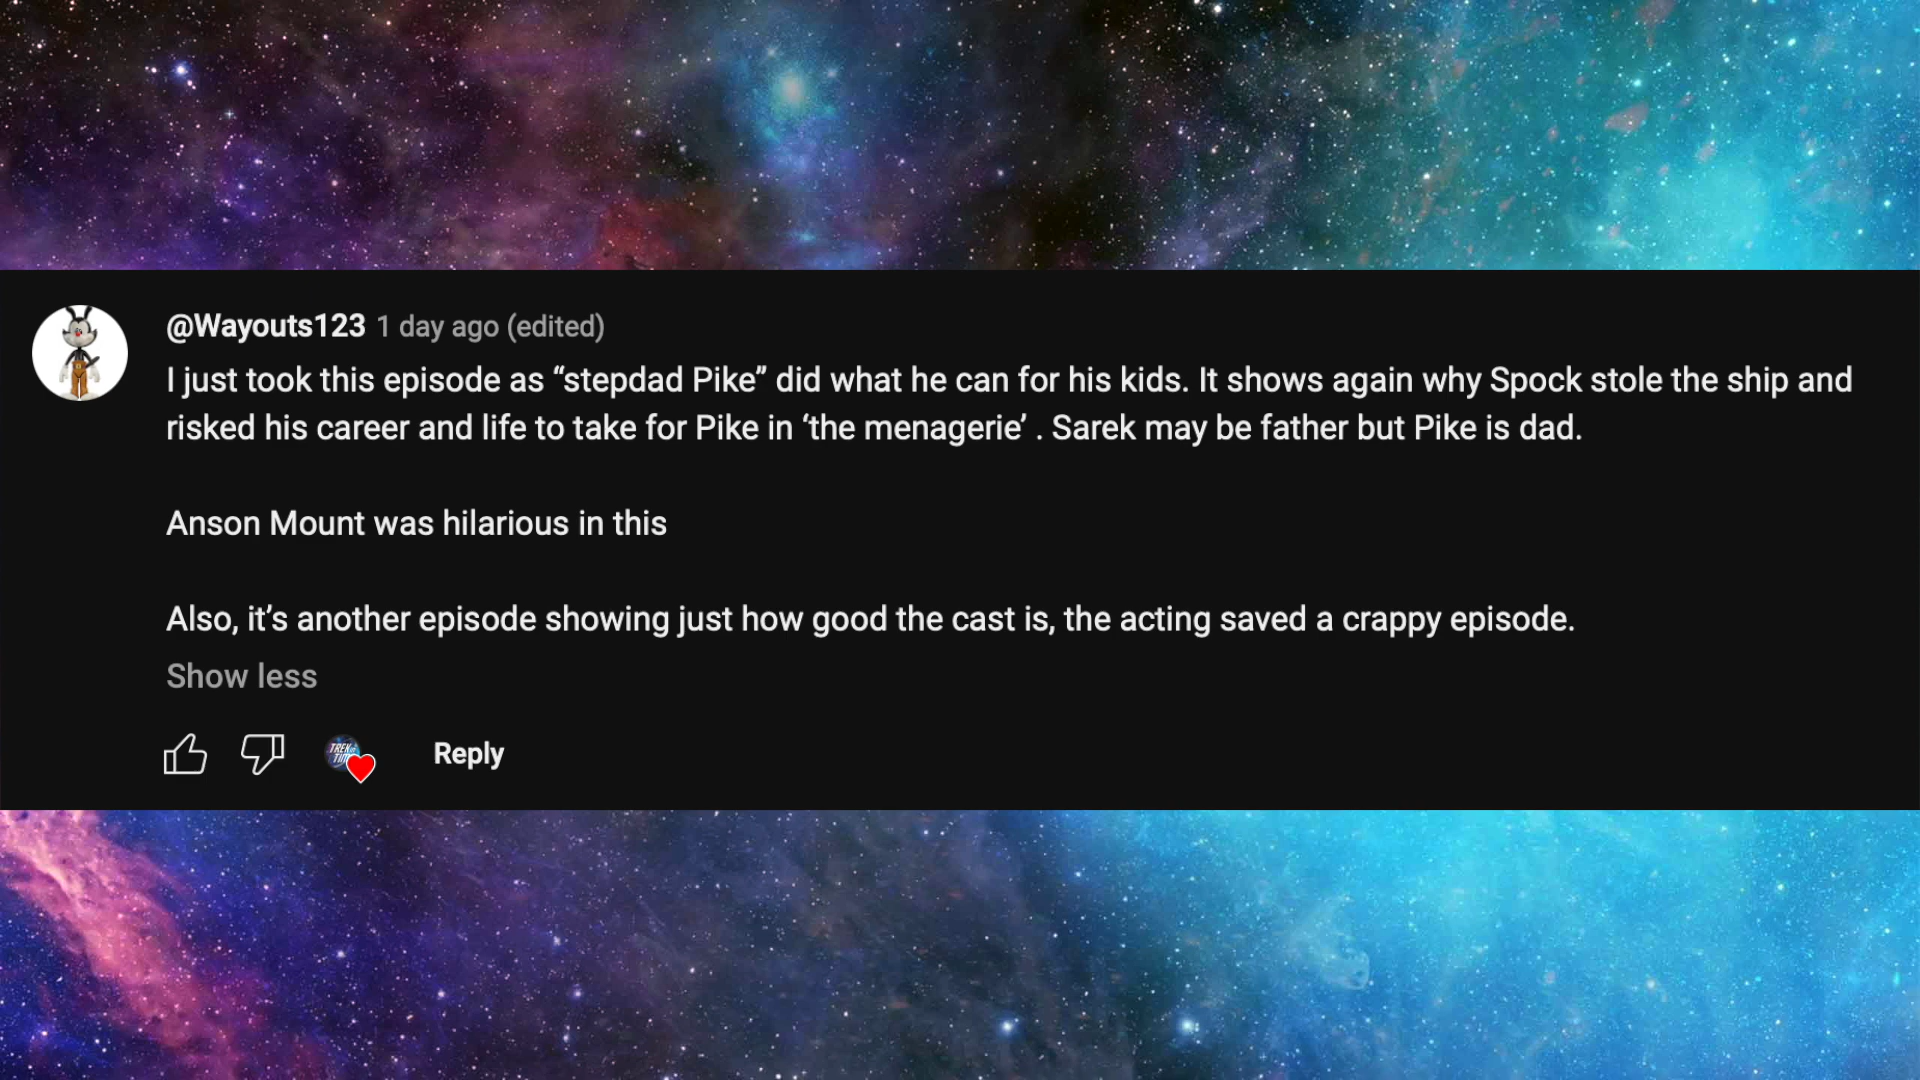 @Wayouts123 1 day ago (edited)
I just took this episode as “stepdad Pike” did what he can for his kids. It shows again why Spock stole the ship and
risked his career and life to take for Pike in ‘the menagerie’ . Sarek may be father but Pike is dad.
Anson Mount was hilarious in this
Also, it’s another episode showing just how good the cast is, the acting saved a crappy episode.
Show less
TREK
TIME
Reply